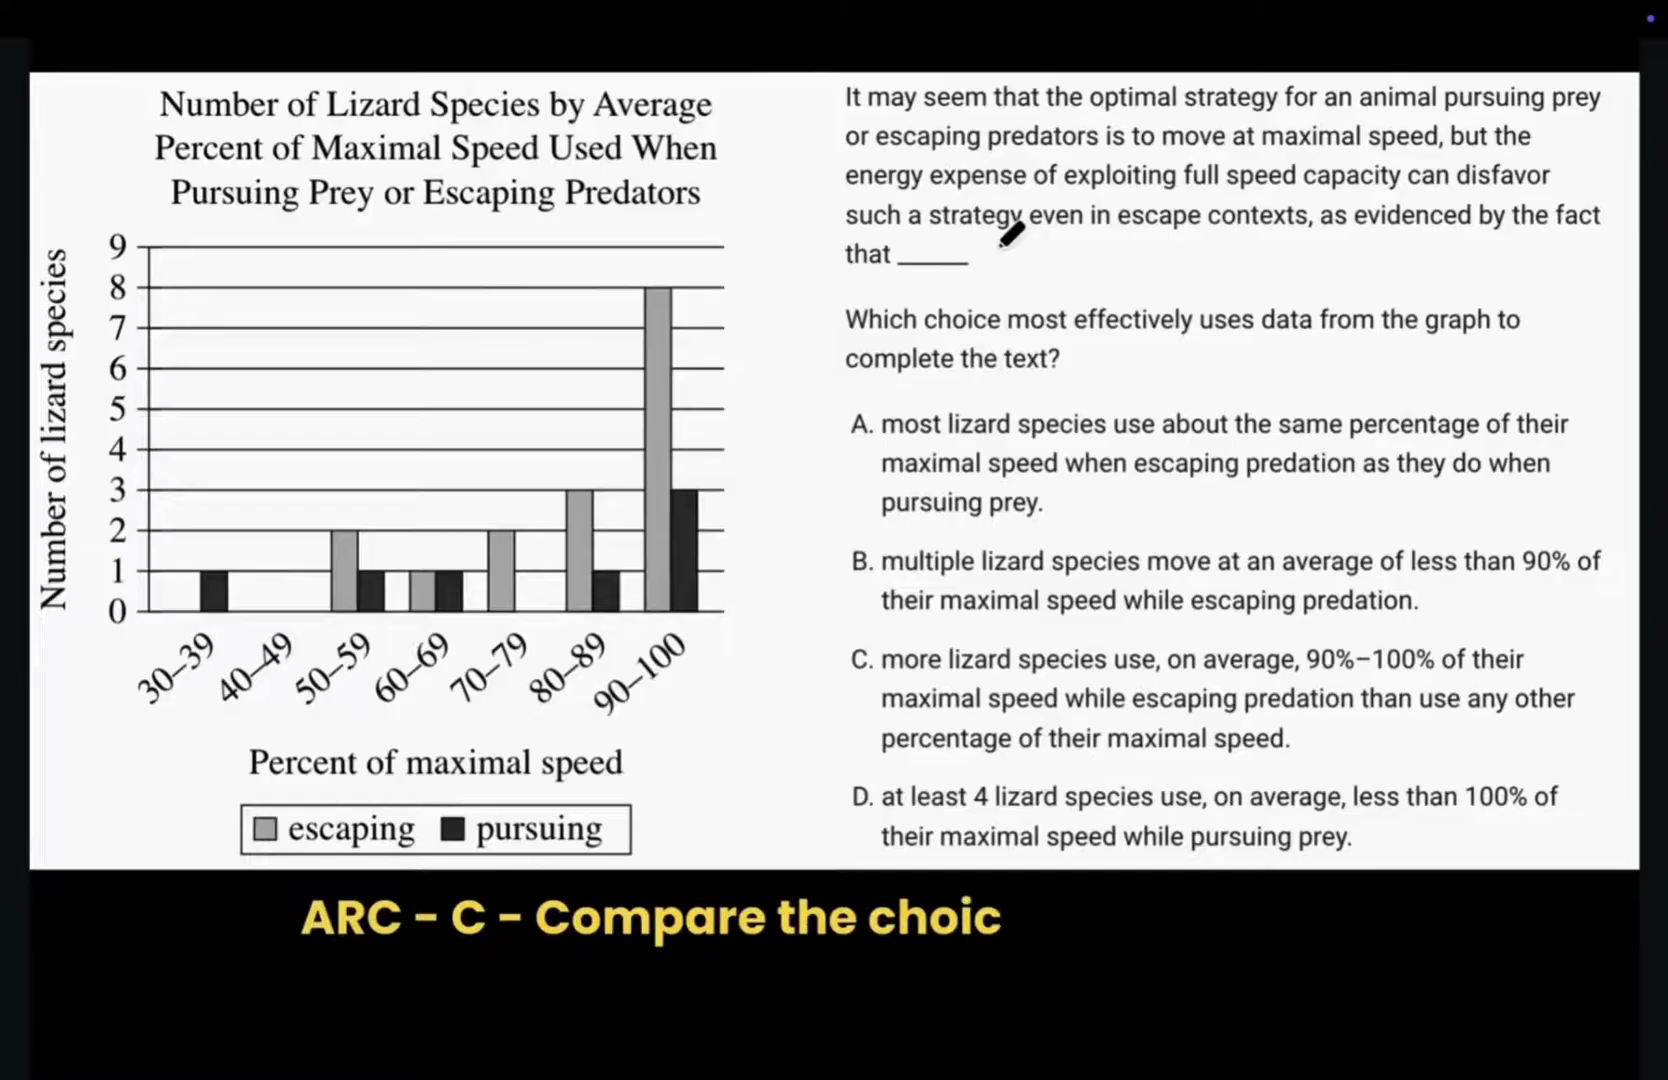 Number of Lizard Species by Average
Percent of Maximal Speed Used When
Pursuing Prey or Escaping Predators
Number of lizard species
9
8
7
6
5
4
3
2
1
0
30–39
40–49
50–59
60–69
70–79
80–89
90–100
Percent of maximal speed
escaping
pursuing
It may seem that the optimal strategy for an animal pursuing prey
or escaping predators is to move at maximal speed, but the
energy expense of exploiting full speed capacity can disfavor
such a strategy even in escape contexts, as evidenced by the fact
that ______
Which choice most effectively uses data from the graph to
complete the text?
A. most lizard species use about the same percentage of their
maximal speed when escaping predation as they do when
pursuing prey.
B. multiple lizard species move at an average of less than 90% of
their maximal speed while escaping predation.
C. more lizard species use, on average, 90%–100% of their
maximal speed while escaping predation than use any other
percentage of their maximal speed.
D. at least 4 lizard species use, on average, less than 100% of
their maximal speed while pursuing prey.
ARC - C - Compare the choic